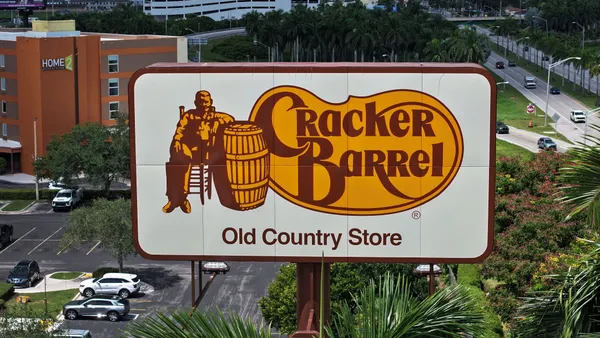 HOME2
Cracker
Barrel
®
Old Country Store